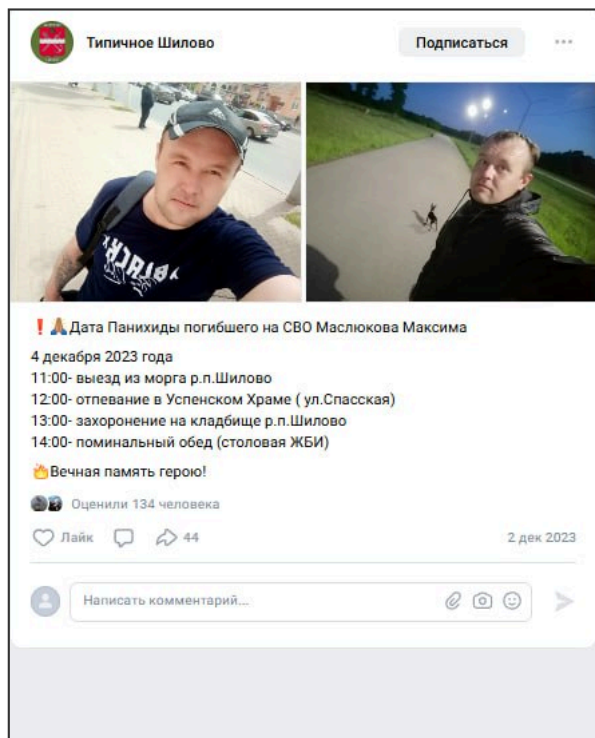 Типичное Шилово
Подписаться
❗🙏Дата Панихиды погибшего на СВО Маслюкова Максима
4 декабря 2023 года
11:00- выезд из морга р.п.Шилово
12:00- отпевание в Успенском Храме ( ул.Спасская)
13:00- захоронение на кладбище р.п.Шилово
14:00- поминальный обед (столовая ЖБИ)
🔥Вечная память герою!
Оценили 134 человека
Лайк 44 2 дек 2023
Написать комментарий...